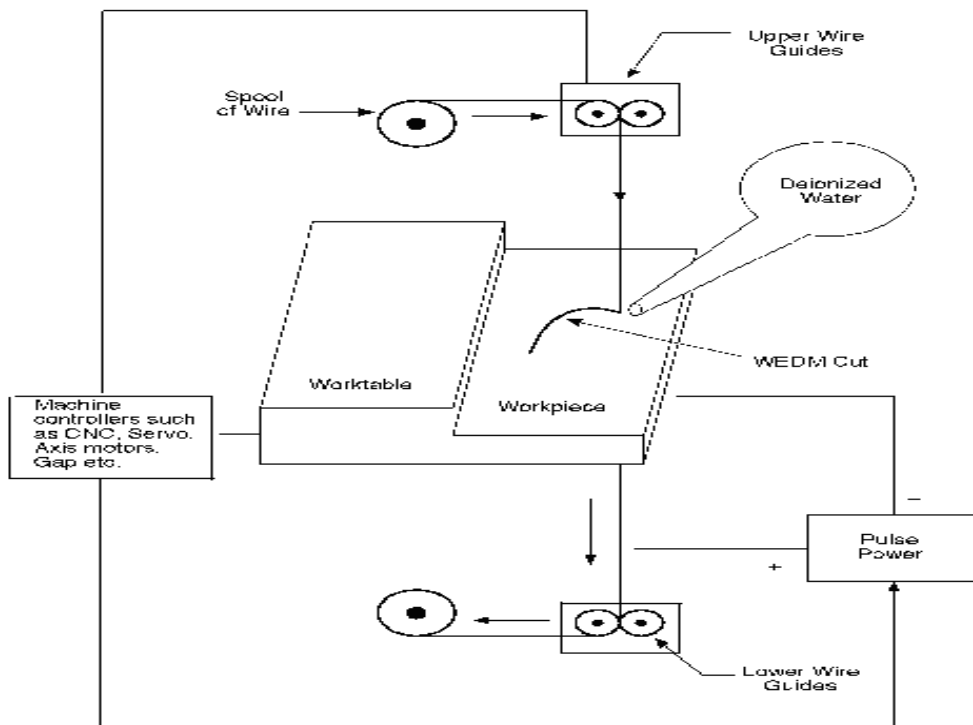 Upper Wire
Guides
Spool
of Wire
Deionized
Water
WEDM Cut
Worktable
Workpiece
Machine
controllers such
as CNC, Servo.
Axis motors.
Gap etc.
−
Pulse
Power
+
Lower Wire
Guides